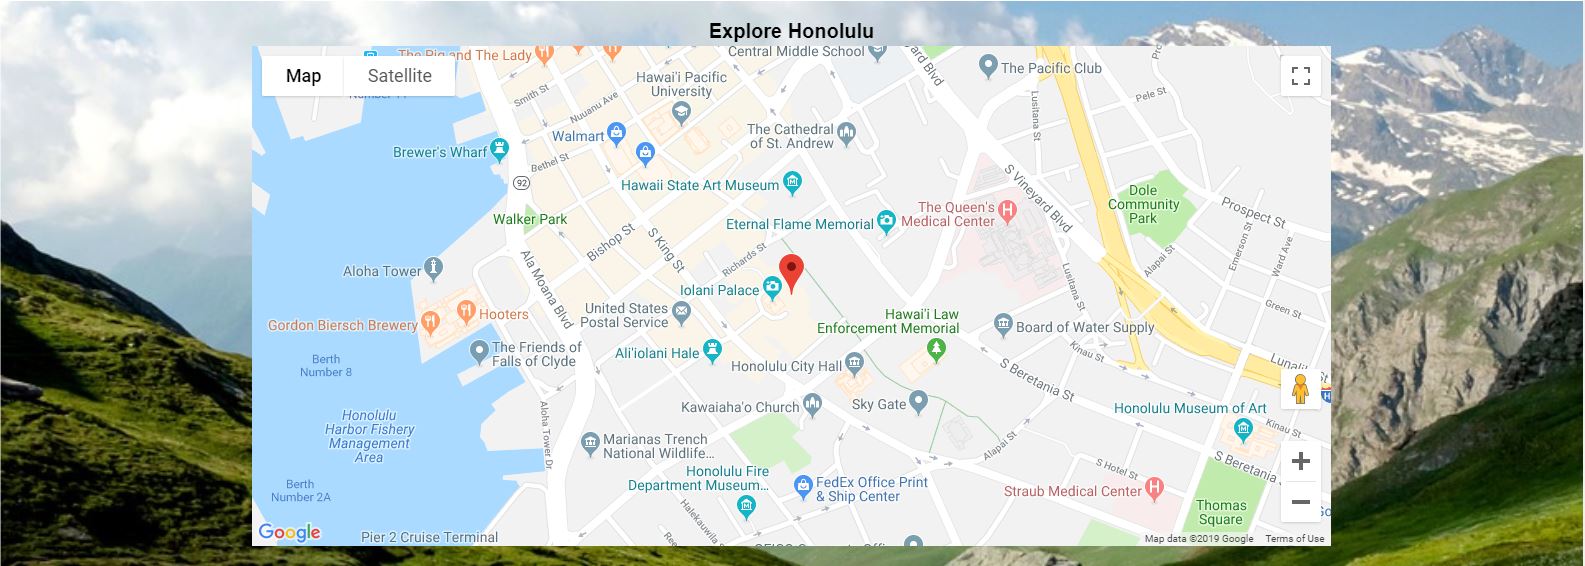 Explore Honolulu
The Pig and The Lady
Central Middle School
Map
Satellite
Hawai'i Pacific
University
The Pacific Club
S Vineyard Blvd
Smith St
Nuuanu Ave
Lusitana St
Pele St
Walmart
The Cathedral
of St. Andrew
Brewer's Wharf
Bethel St
92
Hawaii State Art Museum
Dole
Community
Park
Prospect St
The Queen's
Medical Center
Walker Park
Eternal Flame Memorial
Bishop St
S King St
Richards St
Emerson St
Ward Ave
Alapai St
Lusitana St
Aloha Tower
Ala Moana Blvd
Iolani Palace
United States
Postal Service
Hooters
Gordon Biersch Brewery
Hawai'i Law
Enforcement Memorial
Board of Water Supply
Green St
Kinau St
The Friends of
Falls of Clyde
Ali'iolani Hale
Honolulu City Hall
Lunalilo St
Berth
Number 8
S Beretania St
Kawaiaha'o Church
Sky Gate
Honolulu Museum of Art
Kinau St
Honolulu
Harbor Fishery
Management
Area
Aloha Tower Dr
Marianas Trench
National Wildlife...
Alapai St
S Hotel St
S Beretania St
Honolulu Fire
Department Museum...
FedEx Office Print
& Ship Center
Straub Medical Center
Thomas
Square
Berth
Number 2A
Halekauwila St
Google
Pier 2 Cruise Terminal
Map data ©2019 Google
Terms of Use